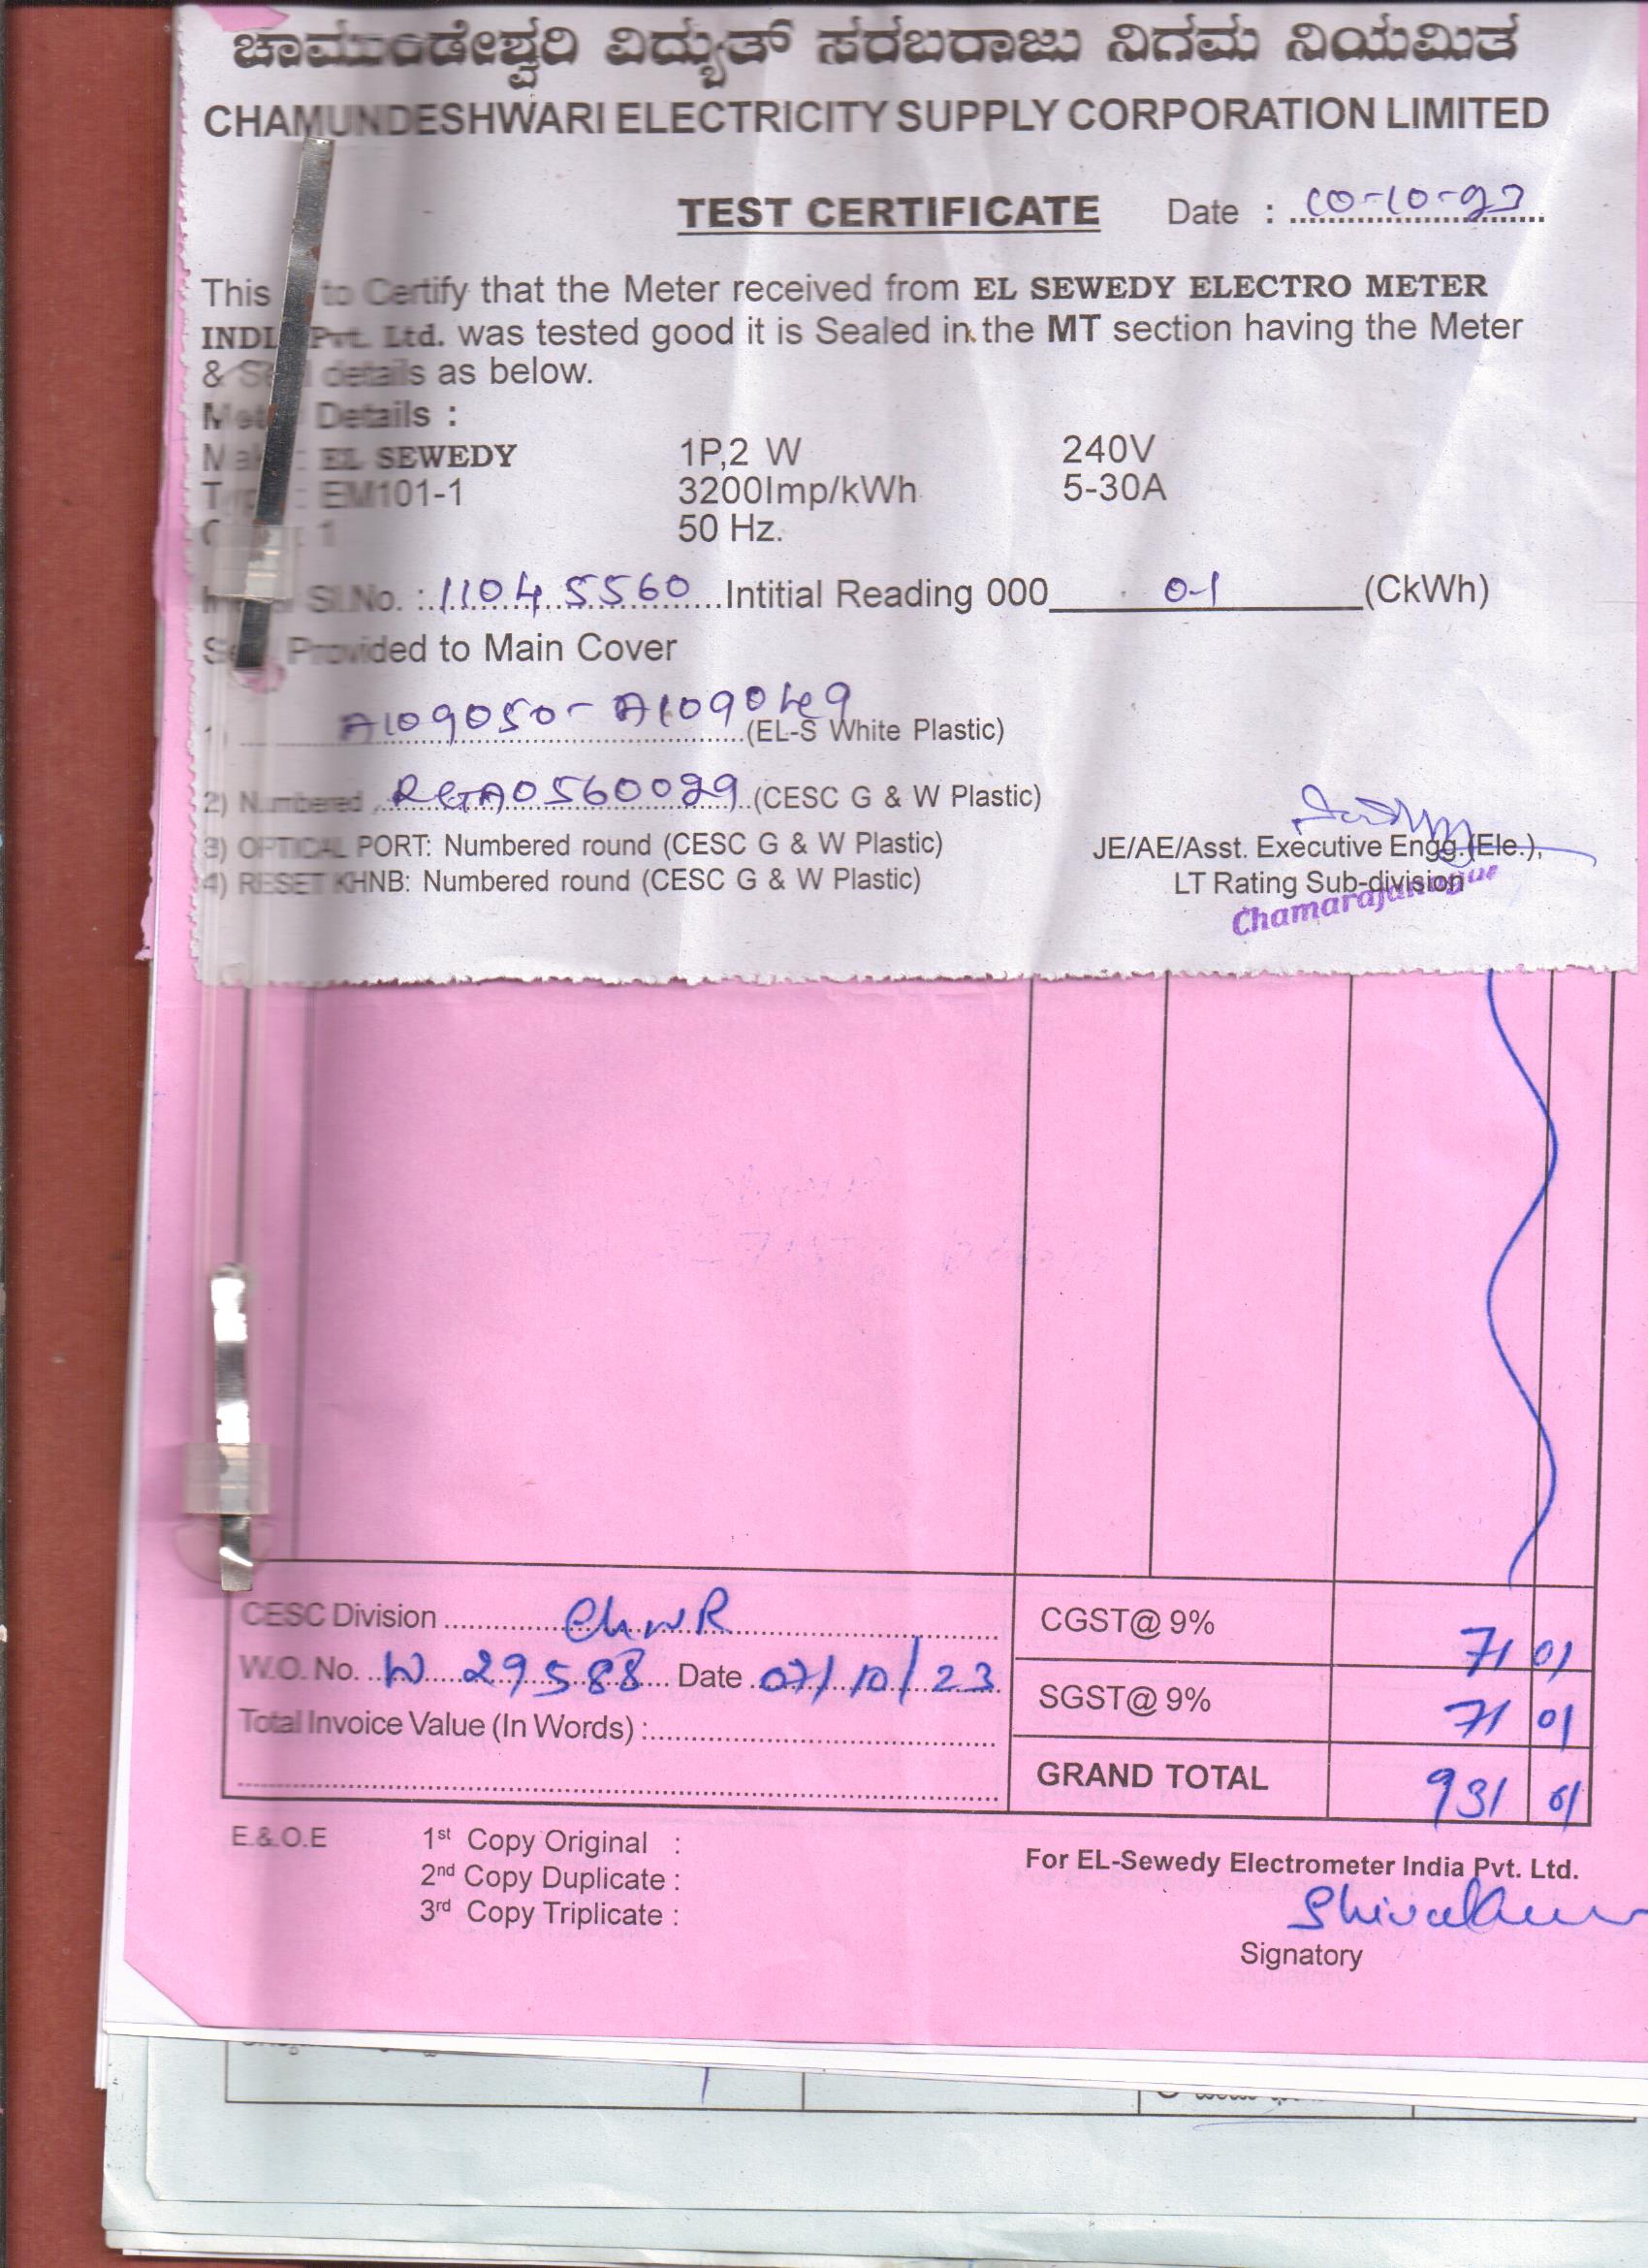 ಚಾಮುಂಡೇಶ್ವರಿ ವಿದ್ಯುತ್ ಸರಬರಾಜು ನಿಗಮ ನಿಯಮಿತ
CHAMUNDESHWARI ELECTRICITY SUPPLY CORPORATION LIMITED
TEST CERTIFICATE Date : 10-10-23
This to Certify that the Meter received from EL SEWEDY ELECTRO METER
INDI Pvt. Ltd. was tested good it is Sealed in the MT section having the Meter
& details as below.
Details :
EL SEWEDY 1P,2 W 240V
: EM101-1 3200Imp/kWh 5-30A
: 1 50 Hz.
Sl.No. : 11045560 Intitial Reading 000 01 (CkWh)
Provided to Main Cover
1) A109050 - A109049 (EL-S White Plastic)
2) Numbered RGA0560029 (CESC G & W Plastic)
3) OPTICAL PORT: Numbered round (CESC G & W Plastic) JE/AE/Asst. Executive Engg.(Ele.),
4) RESET KHNB: Numbered round (CESC G & W Plastic) LT Rating Sub-division
Chamarajanagar
CESC Division ChNR CGST@ 9% 71 01
W.O. No. W 29588 Date 07/10/23
SGST@ 9% 71 01
Total Invoice Value (In Words) :
GRAND TOTAL 931 01
E.&.O.E 1st Copy Original :
For EL-Sewedy Electrometer India Pvt. Ltd.
2nd Copy Duplicate :
3rd Copy Triplicate :
Shivakum
Signatory